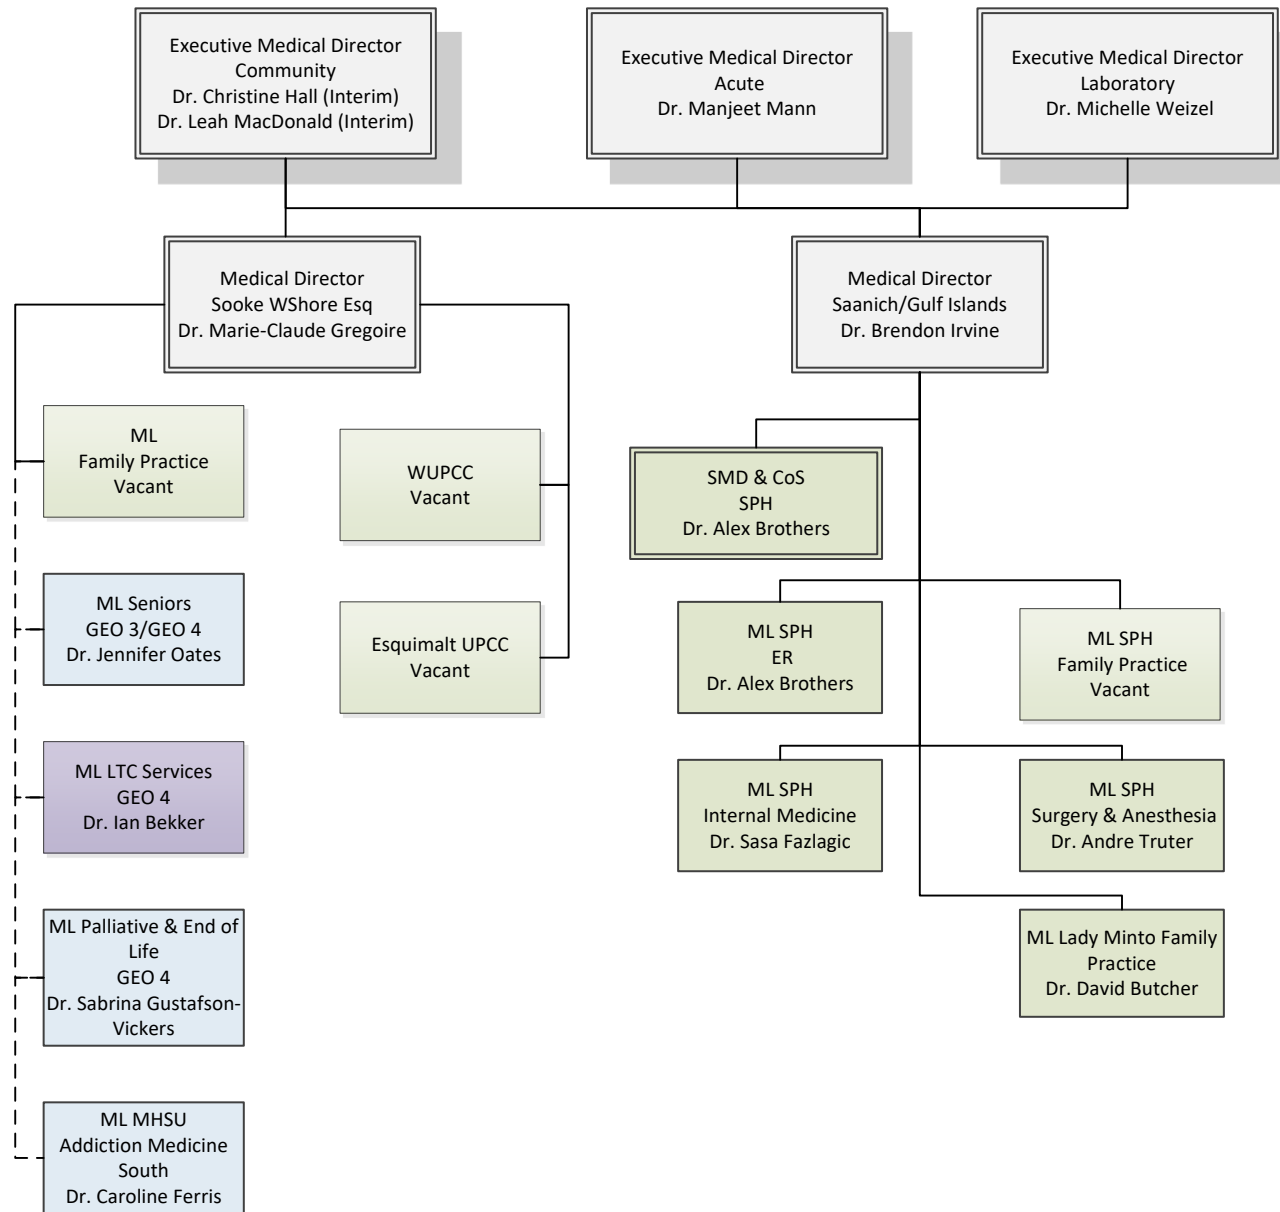 Executive Medical Director
Community
Dr. Christine Hall (Interim)
Dr. Leah MacDonald (Interim)
Executive Medical Director
Acute
Dr. Manjeet Mann
Executive Medical Director
Laboratory
Dr. Michelle Weizel
Medical Director
Sooke WShore Esq
Dr. Marie-Claude Gregoire
Medical Director
Saanich/Gulf Islands
Dr. Brendon Irvine
ML
Family Practice
Vacant
WUPCC
Vacant
SMD & CoS
SPH
Dr. Alex Brothers
ML Seniors
GEO 3/GEO 4
Dr. Jennifer Oates
Esquimalt UPCC
Vacant
ML SPH
ER
Dr. Alex Brothers
ML SPH
Family Practice
Vacant
ML LTC Services
GEO 4
Dr. Ian Bekker
ML SPH
Internal Medicine
Dr. Sasa Fazlagic
ML SPH
Surgery & Anesthesia
Dr. Andre Truter
ML Palliative & End of
Life
GEO 4
Dr. Sabrina Gustafson-
Vickers
ML Lady Minto Family
Practice
Dr. David Butcher
ML MHSU
Addiction Medicine
South
Dr. Caroline Ferris